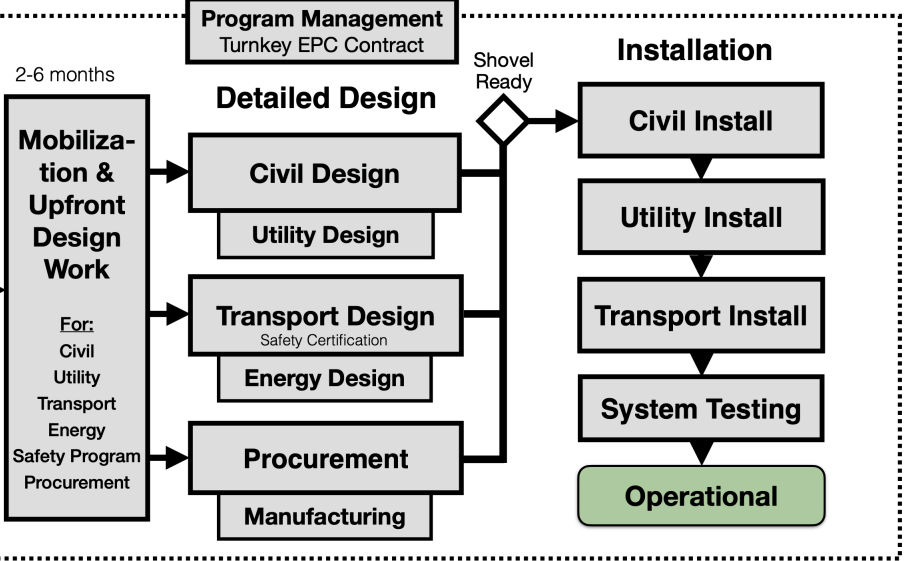 Program Management
Turnkey EPC Contract
2-6 months
Mobiliza-
tion &
Upfront
Design
Work
For:
Civil
Utility
Transport
Energy
Safety Program
Procurement
Detailed Design
Civil Design
Utility Design
Transport Design
Safety Certification
Energy Design
Procurement
Manufacturing
Shovel
Ready
Installation
Civil Install
Utility Install
Transport Install
System Testing
Operational